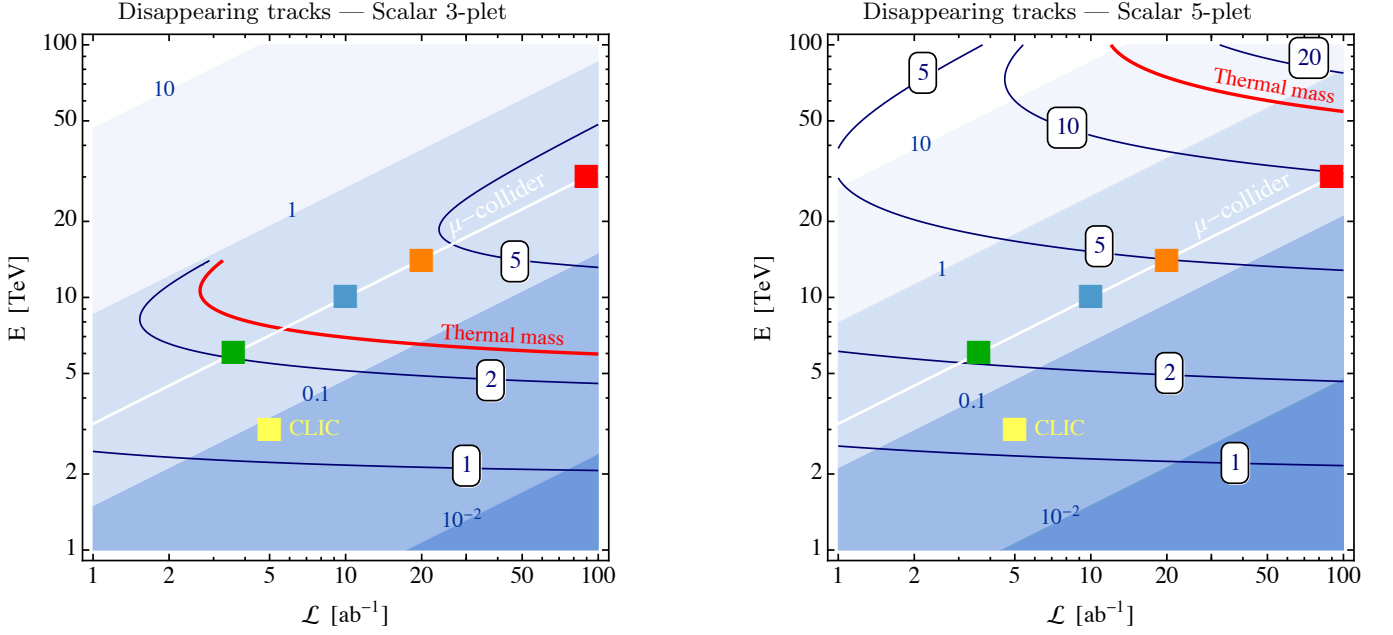 Disappearing tracks — Scalar 3-plet
100
50
20
10
5
2
1
E [TeV]
10
1
0.1
10⁻²
μ−collider
5
Thermal mass
2
CLIC
1
1 2 5 10 20 50 100
ℒ [ab⁻¹]
Disappearing tracks — Scalar 5-plet
100
50
20
10
5
2
1
E [TeV]
5
20
Thermal mass
10
10
μ−collider
5
1
2
0.1
CLIC
1
10⁻²
1 2 5 10 20 50 100
ℒ [ab⁻¹]